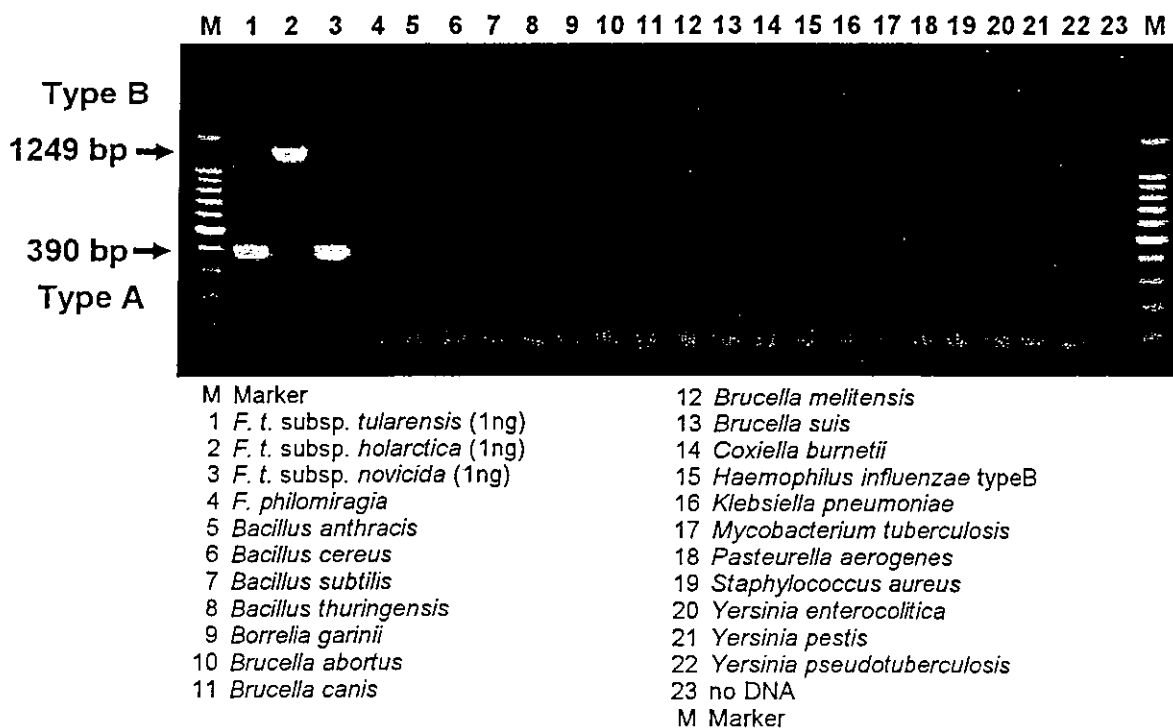 M 1 2 3 4 5 6 7 8 9 10 11 12 13 14 15 16 17 18 19 20 21 22 23 M
Type B
1249 bp
390 bp
Type A
M Marker
1 F. t. subsp. tularensis (1ng)
2 F. t. subsp. holarctica (1ng)
3 F. t. subsp. novicida (1ng)
4 F. philomiragia
5 Bacillus anthracis
6 Bacillus cereus
7 Bacillus subtilis
8 Bacillus thuringensis
9 Borrelia garinii
10 Brucella abortus
11 Brucella canis
12 Brucella melitensis
13 Brucella suis
14 Coxiella burnetii
15 Haemophilus influenzae typeB
16 Klebsiella pneumoniae
17 Mycobacterium tuberculosis
18 Pasteurella aerogenes
19 Staphylococcus aureus
20 Yersinia enterocolitica
21 Yersinia pestis
22 Yersinia pseudotuberculosis
23 no DNA
M Marker